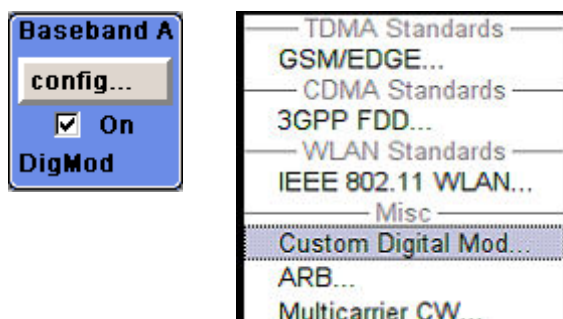 Baseband A
config...
On
DigMod
TDMA Standards
GSM/EDGE...
CDMA Standards
3GPP FDD...
WLAN Standards
IEEE 802.11 WLAN...
Misc
Custom Digital Mod...
ARB...
Multicarrier CW...